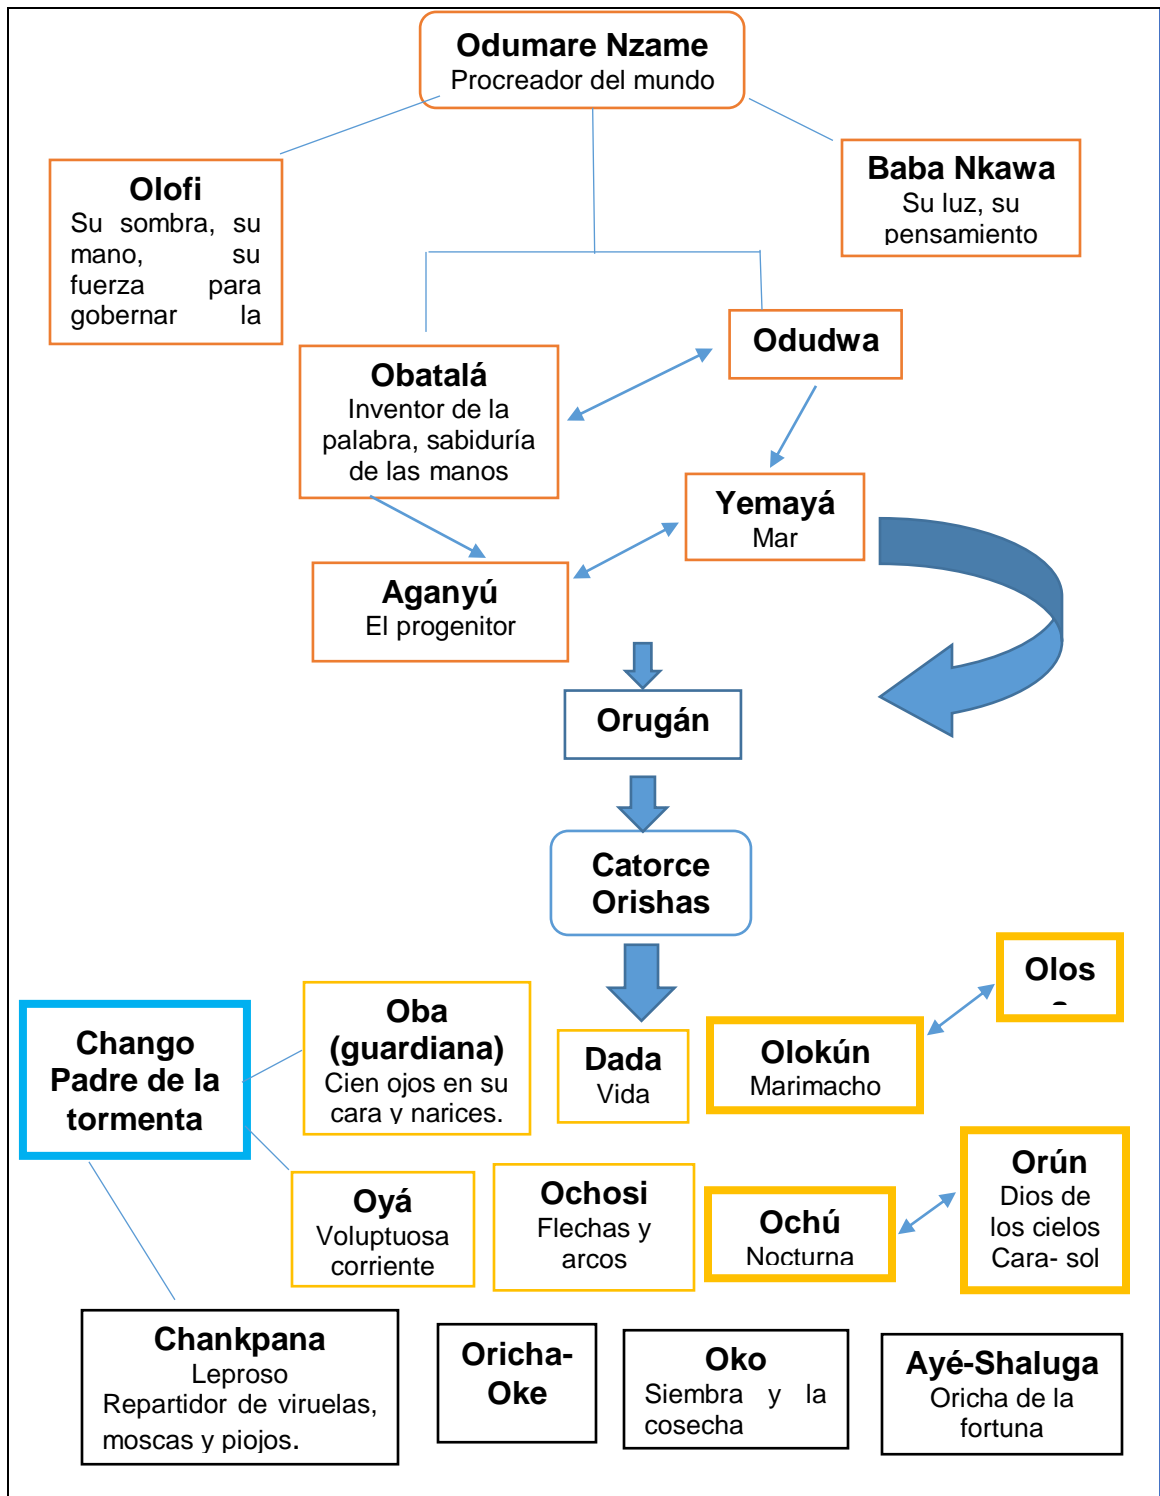 Odumare Nzame
Procreador del mundo
Olofi
Su sombra, su
mano, su
fuerza para
gobernar la
Baba Nkawa
Su luz, su
pensamiento
Obatalá
Inventor de la
palabra, sabiduría
de las manos
Odudwa
Yemayá
Mar
Aganyú
El progenitor
Orugán
Catorce
Orishas
Chango
Padre de la
tormenta
Oba
(guardiana)
Cien ojos en su
cara y narices.
Dada
Vida
Olokún
Marimacho
Olos
Oyá
Voluptuosa
corriente
Ochosi
Flechas y
arcos
Ochú
Nocturna
Orún
Dios de
los cielos
Cara- sol
Chankpana
Leproso
Repartidor de viruelas,
moscas y piojos.
Oricha-
Oke
Oko
Siembra y la
cosecha
Ayé-Shaluga
Oricha de la
fortuna